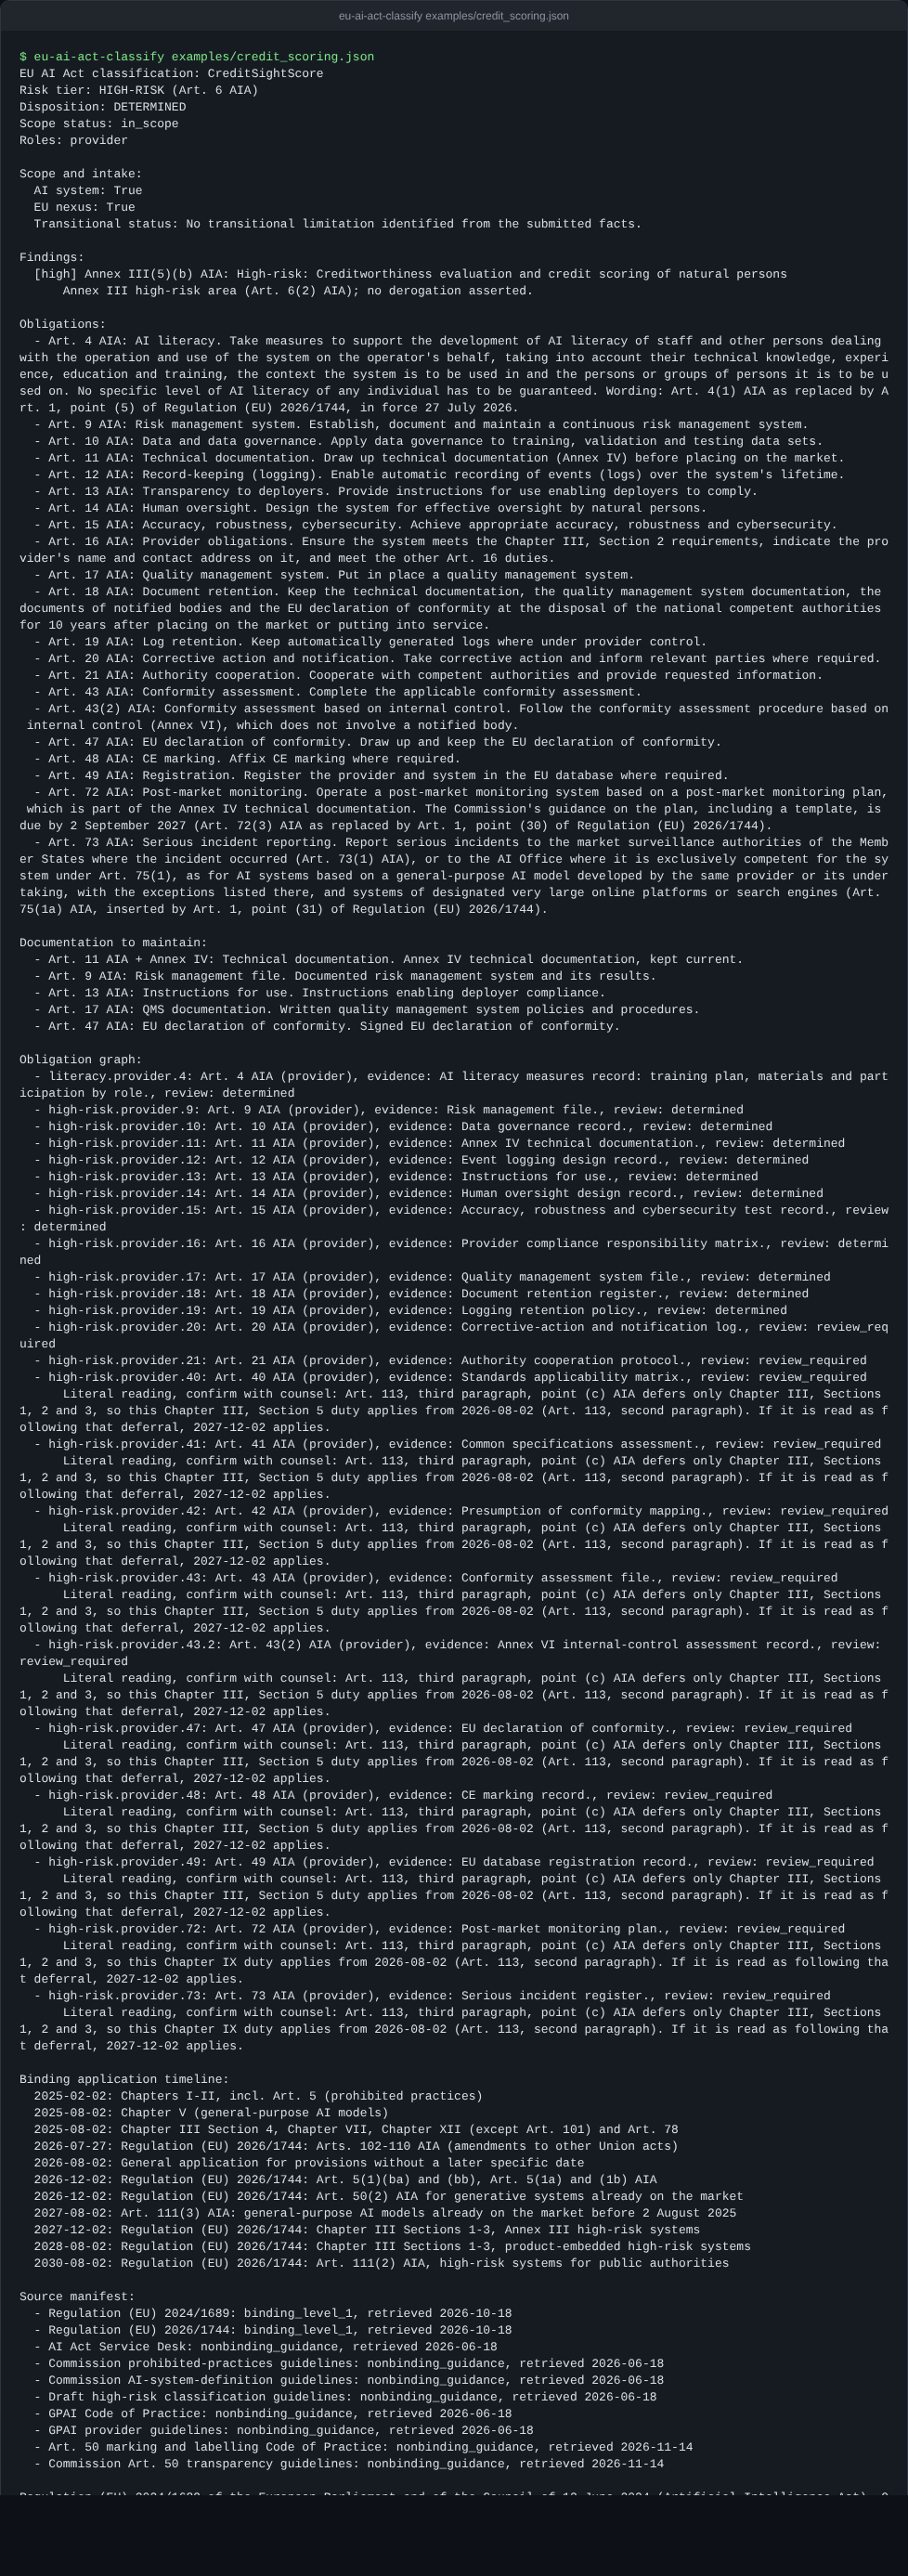 eu-ai-act-classify examples/credit_scoring.json
$ eu-ai-act-classify examples/credit_scoring.json
EU AI Act classification: CreditSightScore
Risk tier: HIGH-RISK (Art. 6 AIA)
Disposition: DETERMINED
Scope status: in_scope
Roles: provider
Scope and intake:
AI system: True
EU nexus: True
Transitional status: No transitional limitation identified from the submitted facts.
Findings:
[high] Annex III(5)(b) AIA: High-risk: Creditworthiness evaluation and credit scoring of natural persons
Annex III high-risk area (Art. 6(2) AIA); no derogation asserted.
Obligations:
- Art. 4 AIA: AI literacy. Take measures to support the development of AI literacy of staff and other persons dealing
with the operation and use of the system on the operator's behalf, taking into account their technical knowledge, experi
ence, education and training, the context the system is to be used in and the persons or groups of persons it is to be u
sed on. No specific level of AI literacy of any individual has to be guaranteed. Wording: Art. 4(1) AIA as replaced by A
rt. 1, point (5) of Regulation (EU) 2026/1744, in force 27 July 2026.
- Art. 9 AIA: Risk management system. Establish, document and maintain a continuous risk management system.
- Art. 10 AIA: Data and data governance. Apply data governance to training, validation and testing data sets.
- Art. 11 AIA: Technical documentation. Draw up technical documentation (Annex IV) before placing on the market.
- Art. 12 AIA: Record-keeping (logging). Enable automatic recording of events (logs) over the system's lifetime.
- Art. 13 AIA: Transparency to deployers. Provide instructions for use enabling deployers to comply.
- Art. 14 AIA: Human oversight. Design the system for effective oversight by natural persons.
- Art. 15 AIA: Accuracy, robustness, cybersecurity. Achieve appropriate accuracy, robustness and cybersecurity.
- Art. 16 AIA: Provider obligations. Ensure the system meets the Chapter III, Section 2 requirements, indicate the pro
vider's name and contact address on it, and meet the other Art. 16 duties.
- Art. 17 AIA: Quality management system. Put in place a quality management system.
- Art. 18 AIA: Document retention. Keep the technical documentation, the quality management system documentation, the
documents of notified bodies and the EU declaration of conformity at the disposal of the national competent authorities
for 10 years after placing on the market or putting into service.
- Art. 19 AIA: Log retention. Keep automatically generated logs where under provider control.
- Art. 20 AIA: Corrective action and notification. Take corrective action and inform relevant parties where required.
- Art. 21 AIA: Authority cooperation. Cooperate with competent authorities and provide requested information.
- Art. 43 AIA: Conformity assessment. Complete the applicable conformity assessment.
- Art. 43(2) AIA: Conformity assessment based on internal control. Follow the conformity assessment procedure based on
internal control (Annex VI), which does not involve a notified body.
- Art. 47 AIA: EU declaration of conformity. Draw up and keep the EU declaration of conformity.
- Art. 48 AIA: CE marking. Affix CE marking where required.
- Art. 49 AIA: Registration. Register the provider and system in the EU database where required.
- Art. 72 AIA: Post-market monitoring. Operate a post-market monitoring system based on a post-market monitoring plan,
which is part of the Annex IV technical documentation. The Commission's guidance on the plan, including a template, is
due by 2 September 2027 (Art. 72(3) AIA as replaced by Art. 1, point (30) of Regulation (EU) 2026/1744).
- Art. 73 AIA: Serious incident reporting. Report serious incidents to the market surveillance authorities of the Memb
er States where the incident occurred (Art. 73(1) AIA), or to the AI Office where it is exclusively competent for the sy
stem under Art. 75(1), as for AI systems based on a general-purpose AI model developed by the same provider or its under
taking, with the exceptions listed there, and systems of designated very large online platforms or search engines (Art.
75(1a) AIA, inserted by Art. 1, point (31) of Regulation (EU) 2026/1744).
Documentation to maintain:
- Art. 11 AIA + Annex IV: Technical documentation. Annex IV technical documentation, kept current.
- Art. 9 AIA: Risk management file. Documented risk management system and its results.
- Art. 13 AIA: Instructions for use. Instructions enabling deployer compliance.
- Art. 17 AIA: QMS documentation. Written quality management system policies and procedures.
- Art. 47 AIA: EU declaration of conformity. Signed EU declaration of conformity.
Obligation graph:
- literacy.provider.4: Art. 4 AIA (provider), evidence: AI literacy measures record: training plan, materials and part
icipation by role., review: determined
- high-risk.provider.9: Art. 9 AIA (provider), evidence: Risk management file., review: determined
- high-risk.provider.10: Art. 10 AIA (provider), evidence: Data governance record., review: determined
- high-risk.provider.11: Art. 11 AIA (provider), evidence: Annex IV technical documentation., review: determined
- high-risk.provider.12: Art. 12 AIA (provider), evidence: Event logging design record., review: determined
- high-risk.provider.13: Art. 13 AIA (provider), evidence: Instructions for use., review: determined
- high-risk.provider.14: Art. 14 AIA (provider), evidence: Human oversight design record., review: determined
- high-risk.provider.15: Art. 15 AIA (provider), evidence: Accuracy, robustness and cybersecurity test record., review
: determined
- high-risk.provider.16: Art. 16 AIA (provider), evidence: Provider compliance responsibility matrix., review: determi
ned
- high-risk.provider.17: Art. 17 AIA (provider), evidence: Quality management system file., review: determined
- high-risk.provider.18: Art. 18 AIA (provider), evidence: Document retention register., review: determined
- high-risk.provider.19: Art. 19 AIA (provider), evidence: Logging retention policy., review: determined
- high-risk.provider.20: Art. 20 AIA (provider), evidence: Corrective-action and notification log., review: review_req
uired
- high-risk.provider.21: Art. 21 AIA (provider), evidence: Authority cooperation protocol., review: review_required
- high-risk.provider.40: Art. 40 AIA (provider), evidence: Standards applicability matrix., review: review_required
Literal reading, confirm with counsel: Art. 113, third paragraph, point (c) AIA defers only Chapter III, Sections
1, 2 and 3, so this Chapter III, Section 5 duty applies from 2026-08-02 (Art. 113, second paragraph). If it is read as f
ollowing that deferral, 2027-12-02 applies.
- high-risk.provider.41: Art. 41 AIA (provider), evidence: Common specifications assessment., review: review_required
Literal reading, confirm with counsel: Art. 113, third paragraph, point (c) AIA defers only Chapter III, Sections
1, 2 and 3, so this Chapter III, Section 5 duty applies from 2026-08-02 (Art. 113, second paragraph). If it is read as f
ollowing that deferral, 2027-12-02 applies.
- high-risk.provider.42: Art. 42 AIA (provider), evidence: Presumption of conformity mapping., review: review_required
Literal reading, confirm with counsel: Art. 113, third paragraph, point (c) AIA defers only Chapter III, Sections
1, 2 and 3, so this Chapter III, Section 5 duty applies from 2026-08-02 (Art. 113, second paragraph). If it is read as f
ollowing that deferral, 2027-12-02 applies.
- high-risk.provider.43: Art. 43 AIA (provider), evidence: Conformity assessment file., review: review_required
Literal reading, confirm with counsel: Art. 113, third paragraph, point (c) AIA defers only Chapter III, Sections
1, 2 and 3, so this Chapter III, Section 5 duty applies from 2026-08-02 (Art. 113, second paragraph). If it is read as f
ollowing that deferral, 2027-12-02 applies.
- high-risk.provider.43.2: Art. 43(2) AIA (provider), evidence: Annex VI internal-control assessment record., review:
review_required
Literal reading, confirm with counsel: Art. 113, third paragraph, point (c) AIA defers only Chapter III, Sections
1, 2 and 3, so this Chapter III, Section 5 duty applies from 2026-08-02 (Art. 113, second paragraph). If it is read as f
ollowing that deferral, 2027-12-02 applies.
- high-risk.provider.47: Art. 47 AIA (provider), evidence: EU declaration of conformity., review: review_required
Literal reading, confirm with counsel: Art. 113, third paragraph, point (c) AIA defers only Chapter III, Sections
1, 2 and 3, so this Chapter III, Section 5 duty applies from 2026-08-02 (Art. 113, second paragraph). If it is read as f
ollowing that deferral, 2027-12-02 applies.
- high-risk.provider.48: Art. 48 AIA (provider), evidence: CE marking record., review: review_required
Literal reading, confirm with counsel: Art. 113, third paragraph, point (c) AIA defers only Chapter III, Sections
1, 2 and 3, so this Chapter III, Section 5 duty applies from 2026-08-02 (Art. 113, second paragraph). If it is read as f
ollowing that deferral, 2027-12-02 applies.
- high-risk.provider.49: Art. 49 AIA (provider), evidence: EU database registration record., review: review_required
Literal reading, confirm with counsel: Art. 113, third paragraph, point (c) AIA defers only Chapter III, Sections
1, 2 and 3, so this Chapter III, Section 5 duty applies from 2026-08-02 (Art. 113, second paragraph). If it is read as f
ollowing that deferral, 2027-12-02 applies.
- high-risk.provider.72: Art. 72 AIA (provider), evidence: Post-market monitoring plan., review: review_required
Literal reading, confirm with counsel: Art. 113, third paragraph, point (c) AIA defers only Chapter III, Sections
1, 2 and 3, so this Chapter IX duty applies from 2026-08-02 (Art. 113, second paragraph). If it is read as following tha
t deferral, 2027-12-02 applies.
- high-risk.provider.73: Art. 73 AIA (provider), evidence: Serious incident register., review: review_required
Literal reading, confirm with counsel: Art. 113, third paragraph, point (c) AIA defers only Chapter III, Sections
1, 2 and 3, so this Chapter IX duty applies from 2026-08-02 (Art. 113, second paragraph). If it is read as following tha
t deferral, 2027-12-02 applies.
Binding application timeline:
2025-02-02: Chapters I-II, incl. Art. 5 (prohibited practices)
2025-08-02: Chapter V (general-purpose AI models)
2025-08-02: Chapter III Section 4, Chapter VII, Chapter XII (except Art. 101) and Art. 78
2026-07-27: Regulation (EU) 2026/1744: Arts. 102-110 AIA (amendments to other Union acts)
2026-08-02: General application for provisions without a later specific date
2026-12-02: Regulation (EU) 2026/1744: Art. 5(1)(ba) and (bb), Art. 5(1a) and (1b) AIA
2026-12-02: Regulation (EU) 2026/1744: Art. 50(2) AIA for generative systems already on the market
2027-08-02: Art. 111(3) AIA: general-purpose AI models already on the market before 2 August 2025
2027-12-02: Regulation (EU) 2026/1744: Chapter III Sections 1-3, Annex III high-risk systems
2028-08-02: Regulation (EU) 2026/1744: Chapter III Sections 1-3, product-embedded high-risk systems
2030-08-02: Regulation (EU) 2026/1744: Art. 111(2) AIA, high-risk systems for public authorities
Source manifest:
- Regulation (EU) 2024/1689: binding_level_1, retrieved 2026-10-18
- Regulation (EU) 2026/1744: binding_level_1, retrieved 2026-10-18
- AI Act Service Desk: nonbinding_guidance, retrieved 2026-06-18
- Commission prohibited-practices guidelines: nonbinding_guidance, retrieved 2026-06-18
- Commission AI-system-definition guidelines: nonbinding_guidance, retrieved 2026-06-18
- Draft high-risk classification guidelines: nonbinding_guidance, retrieved 2026-06-18
- GPAI Code of Practice: nonbinding_guidance, retrieved 2026-06-18
- GPAI provider guidelines: nonbinding_guidance, retrieved 2026-06-18
- Art. 50 marking and labelling Code of Practice: nonbinding_guidance, retrieved 2026-11-14
- Commission Art. 50 transparency guidelines: nonbinding_guidance, retrieved 2026-11-14